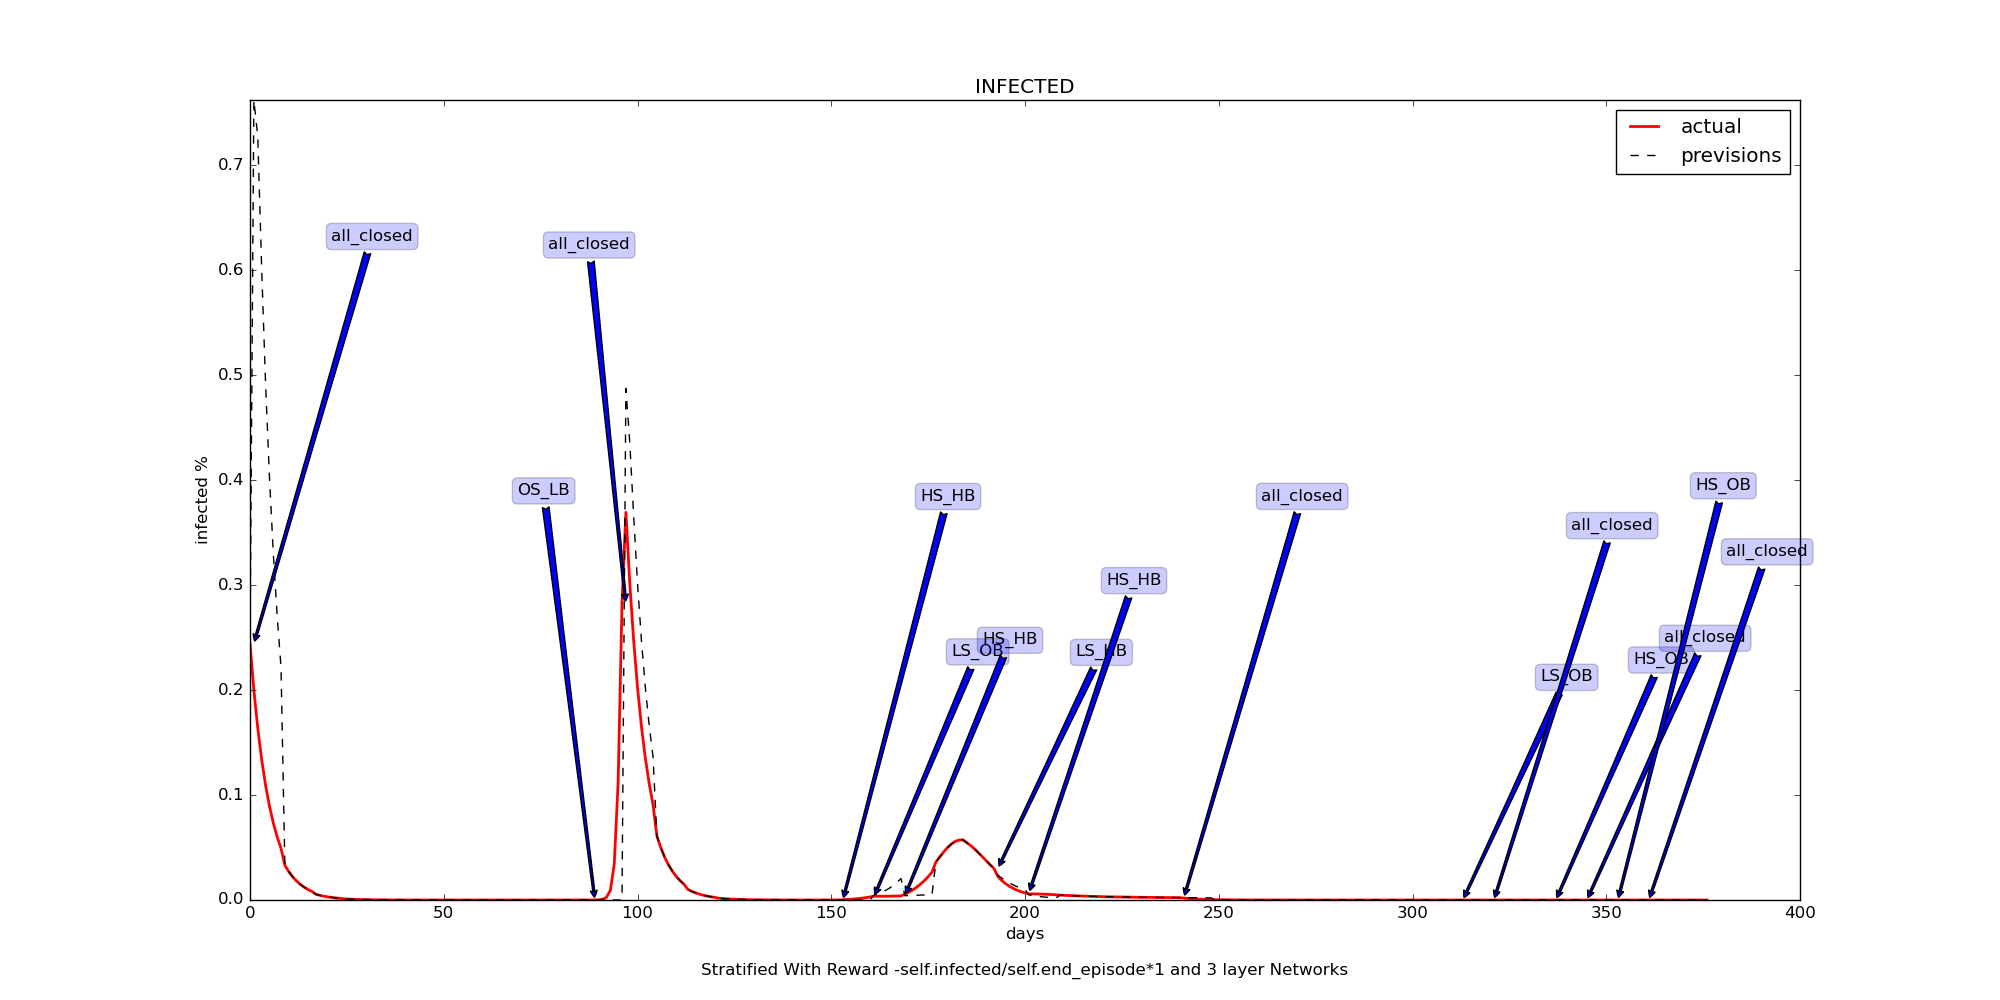 INFECTED
actual
previsions
0.7
0.6
0.5
0.4
0.3
0.2
0.1
0.0
infected %
all_closed
all_closed
OS_LB
HS_HB
LS_OB
HS_HB
LS_HB
HS_HB
all_closed
LS_OB
all_closed
HS_OB
all_closed
HS_OB
all_closed
0 50 100 150 200 250 300 350 400
days
Stratified With Reward -self.infected/self.end_episode*1 and 3 layer Networks